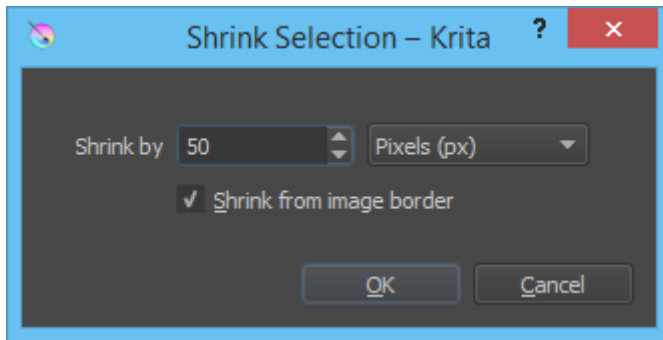 Shrink Selection – Krita ?
Shrink by 50 Pixels (px)
Shrink from image border
OK Cancel